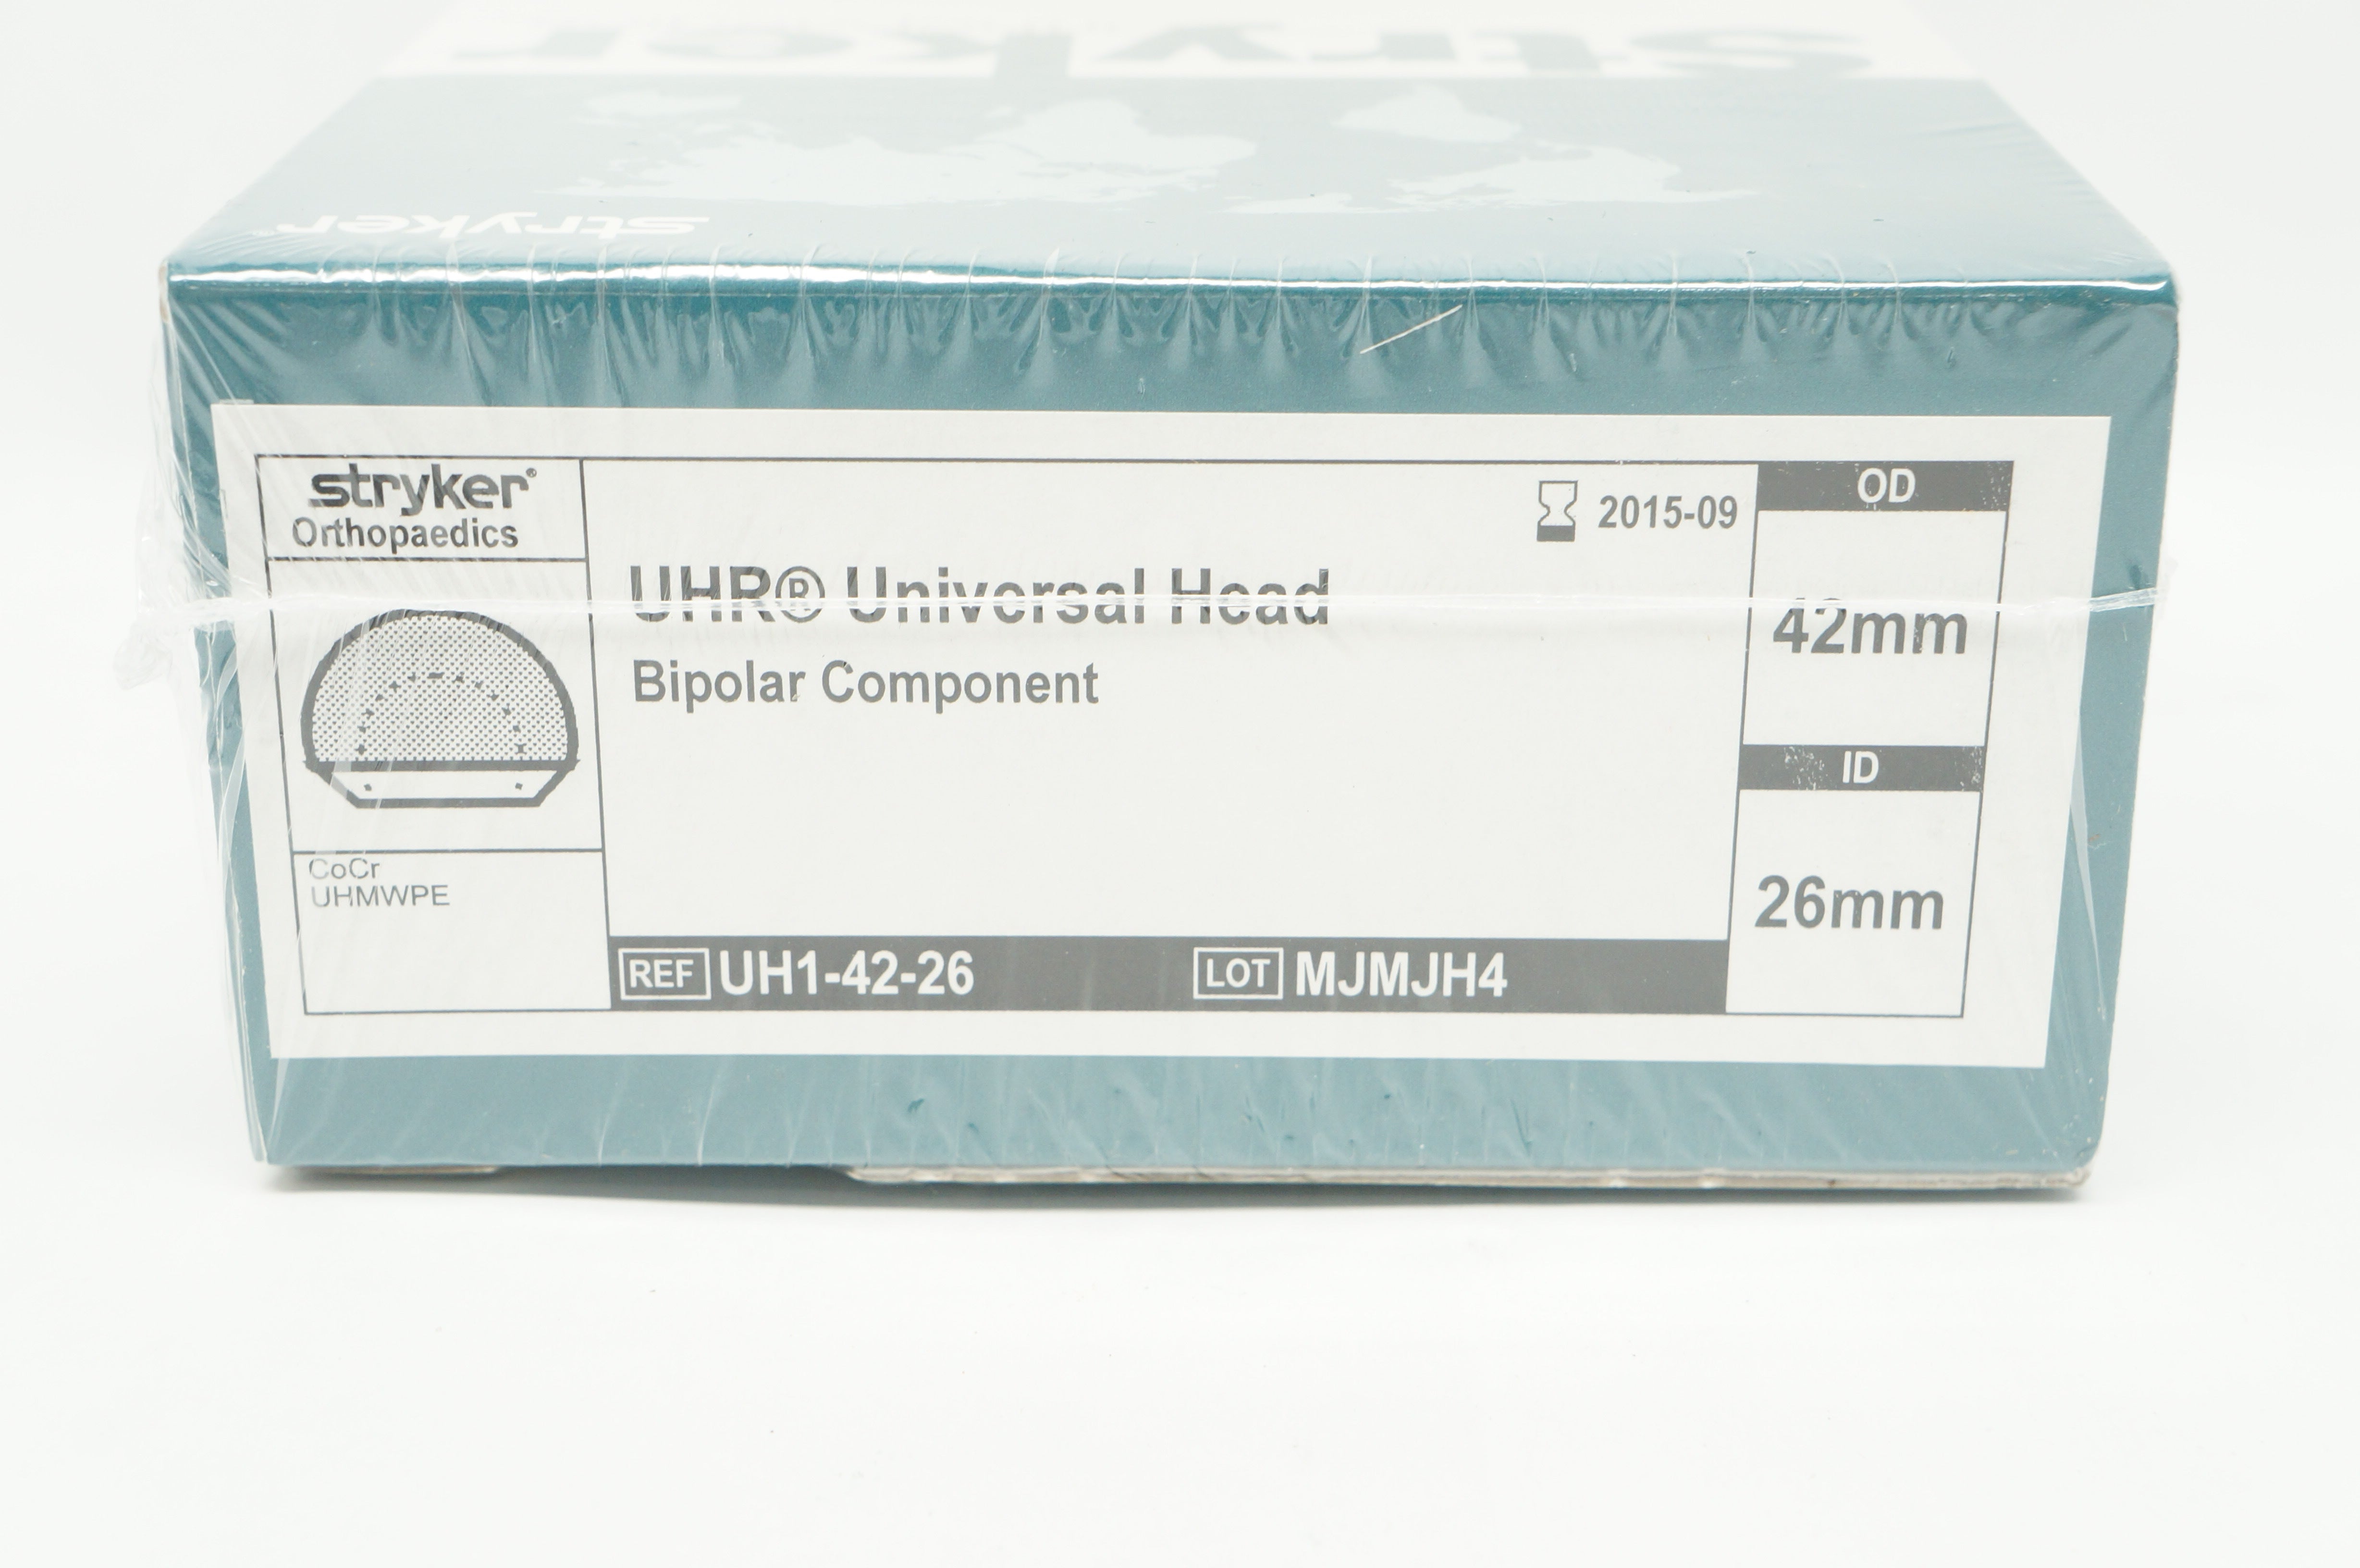 stryker
stryker
stryker®
Orthopaedics
2015-09
OD
UHR® Universal Head
42mm
Bipolar Component
ID
CoCr
UHMWPE
26mm
REF UH1-42-26 LOT MJMJH4